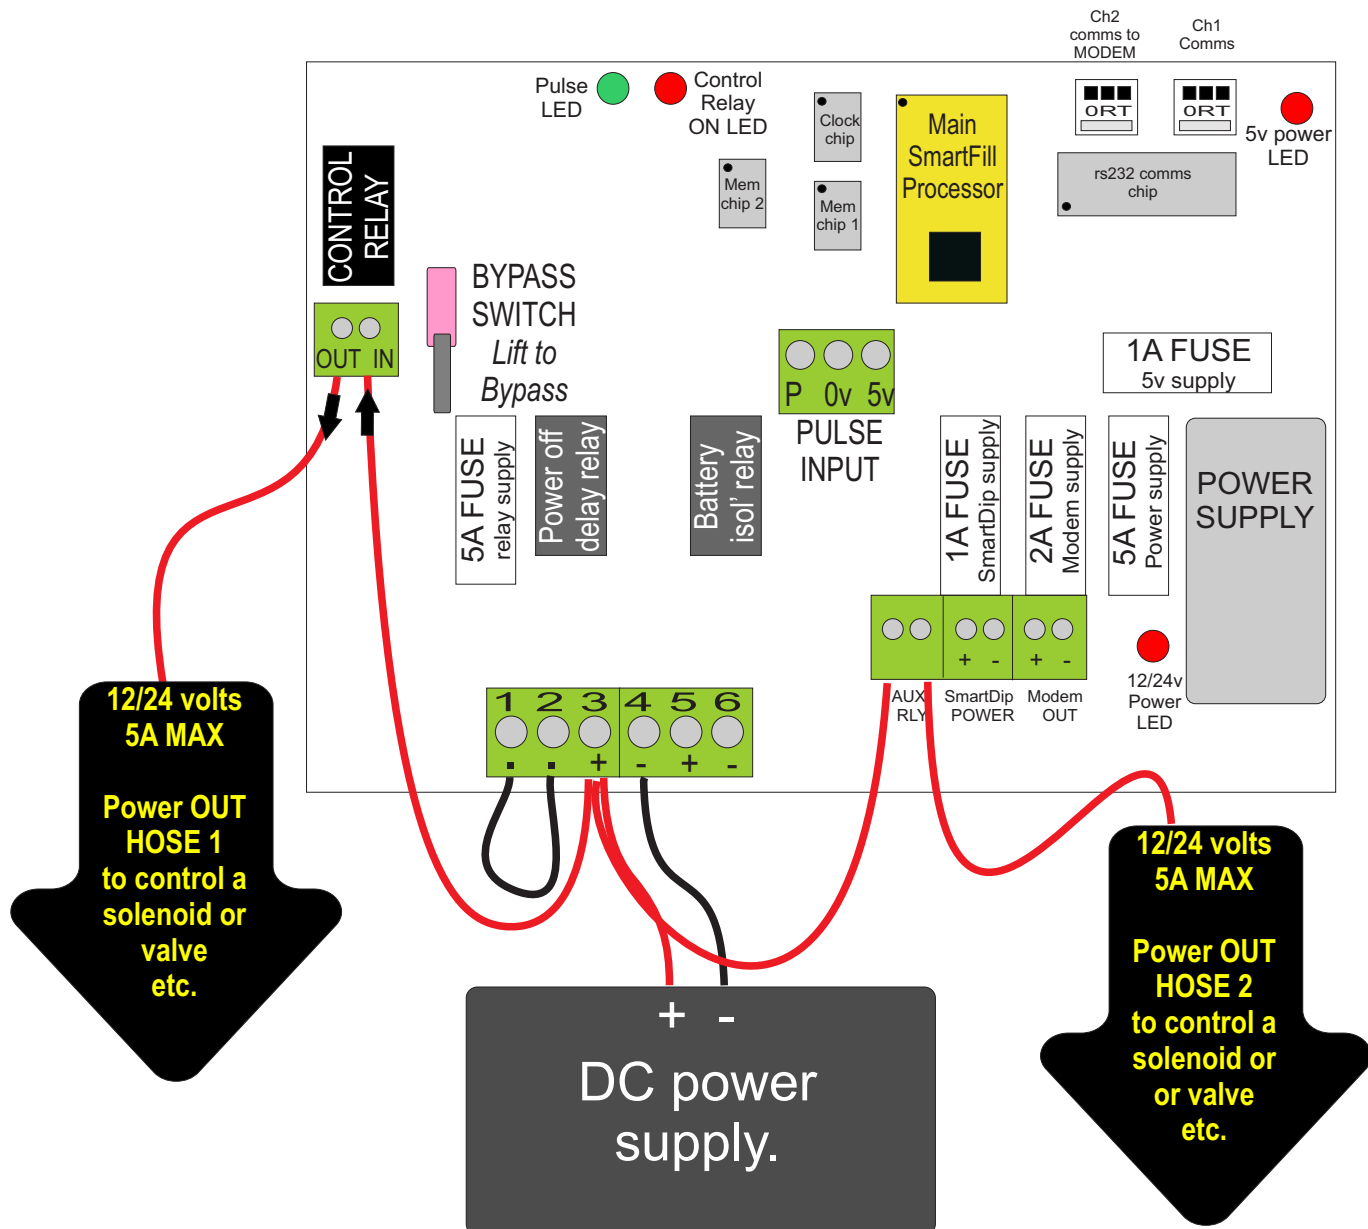 Ch2
comms to
MODEM
Ch1
Comms
Pulse
LED
Control
Relay
ON LED
Clock
chip
Main
SmartFill
Processor
ORT
ORT
5v power
LED
rs232 comms
chip
Mem
chip 2
Mem
chip 1
CONTROL
RELAY
OUT IN
BYPASS
SWITCH
Lift to
Bypass
P 0v 5v
PULSE
INPUT
1A FUSE
5v supply
5A FUSE
relay supply
Power off
delay relay
Battery
isol' relay
1A FUSE
SmartDip supply
2A FUSE
Modem supply
5A FUSE
Power supply
POWER
SUPPLY
+ - + -
AUX
RLY
SmartDip
POWER
Modem
OUT
12/24v
Power
LED
1 2 3 4 5 6
. . + - + -
12/24 volts
5A MAX
Power OUT
HOSE 1
to control a
solenoid or
valve
etc.
12/24 volts
5A MAX
Power OUT
HOSE 2
to control a
solenoid or
or valve
etc.
+ -
DC power
supply.